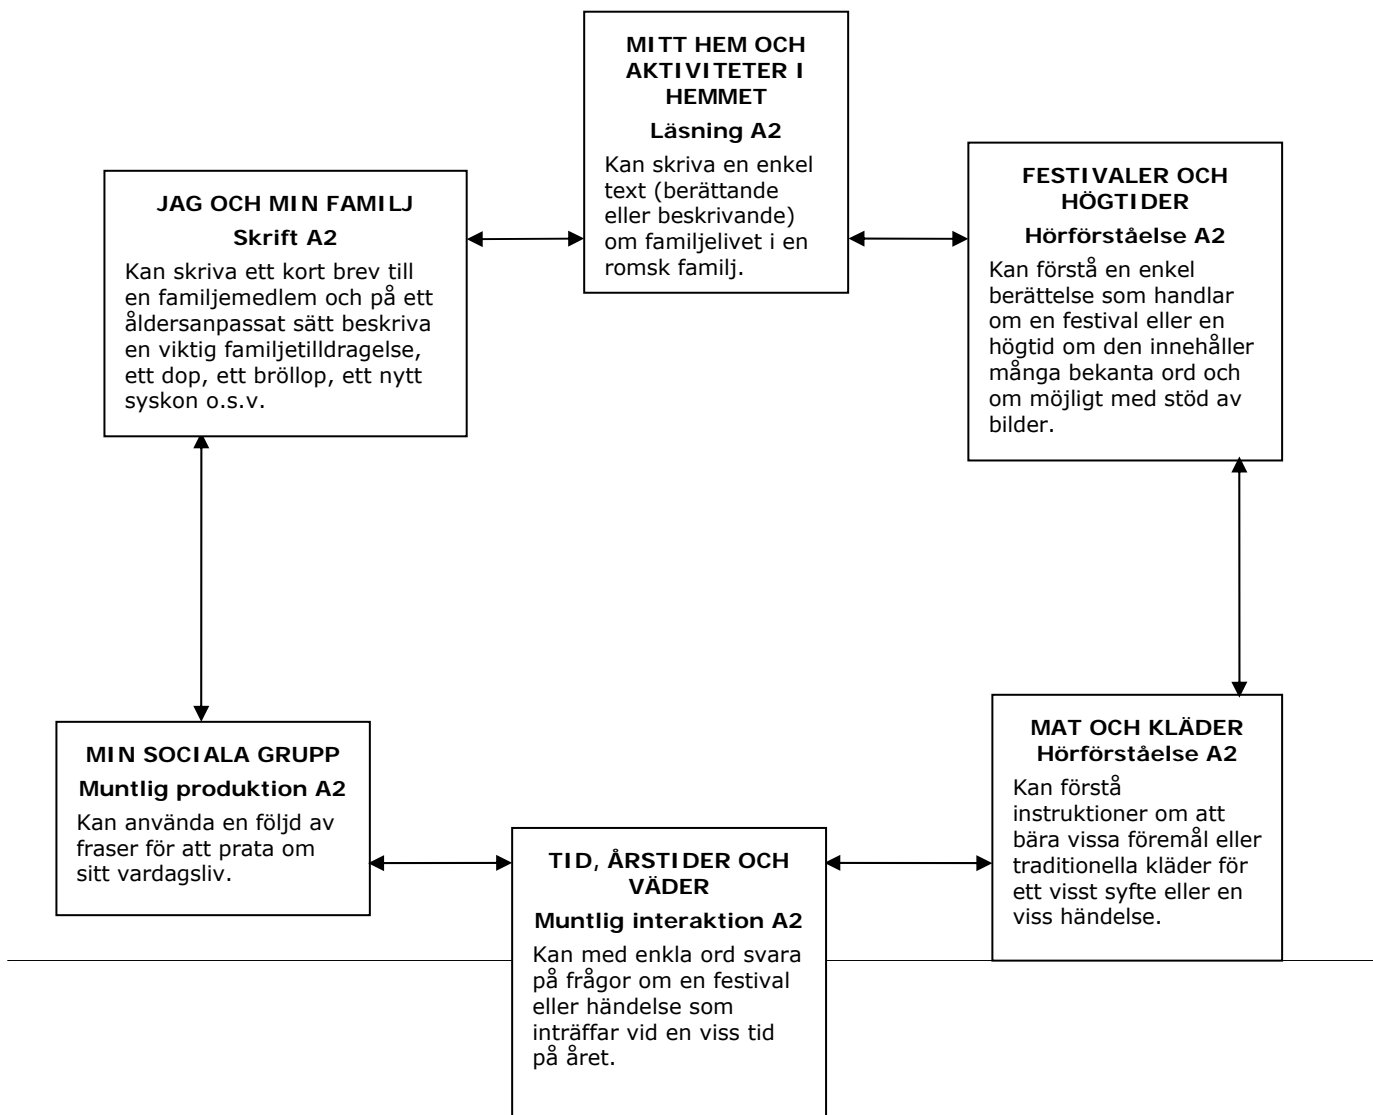 MITT HEM OCH
AKTIVITETER I
HEMMET
Läsning A2
Kan skriva en enkel
text (berättande
eller beskrivande)
om familjelivet i en
romsk familj.
JAG OCH MIN FAMILJ
Skrift A2
Kan skriva ett kort brev till
en familjemedlem och på ett
åldersanpassat sätt beskriva
en viktig familjetilldragelse,
ett dop, ett bröllop, ett nytt
syskon o.s.v.
FESTIVALER OCH
HÖGTIDER
Hörförståelse A2
Kan förstå en enkel
berättelse som handlar
om en festival eller en
högtid om den innehåller
många bekanta ord och
om möjligt med stöd av
bilder.
MIN SOCIALA GRUPP
Muntlig produktion A2
Kan använda en följd av
fraser för att prata om
sitt vardagsliv.
TID, ÅRSTIDER OCH
VÄDER
Muntlig interaktion A2
Kan med enkla ord svara
på frågor om en festival
eller händelse som
inträffar vid en viss tid
på året.
MAT OCH KLÄDER
Hörförståelse A2
Kan förstå
instruktioner om att
bära vissa föremål eller
traditionella kläder för
ett visst syfte eller en
viss händelse.